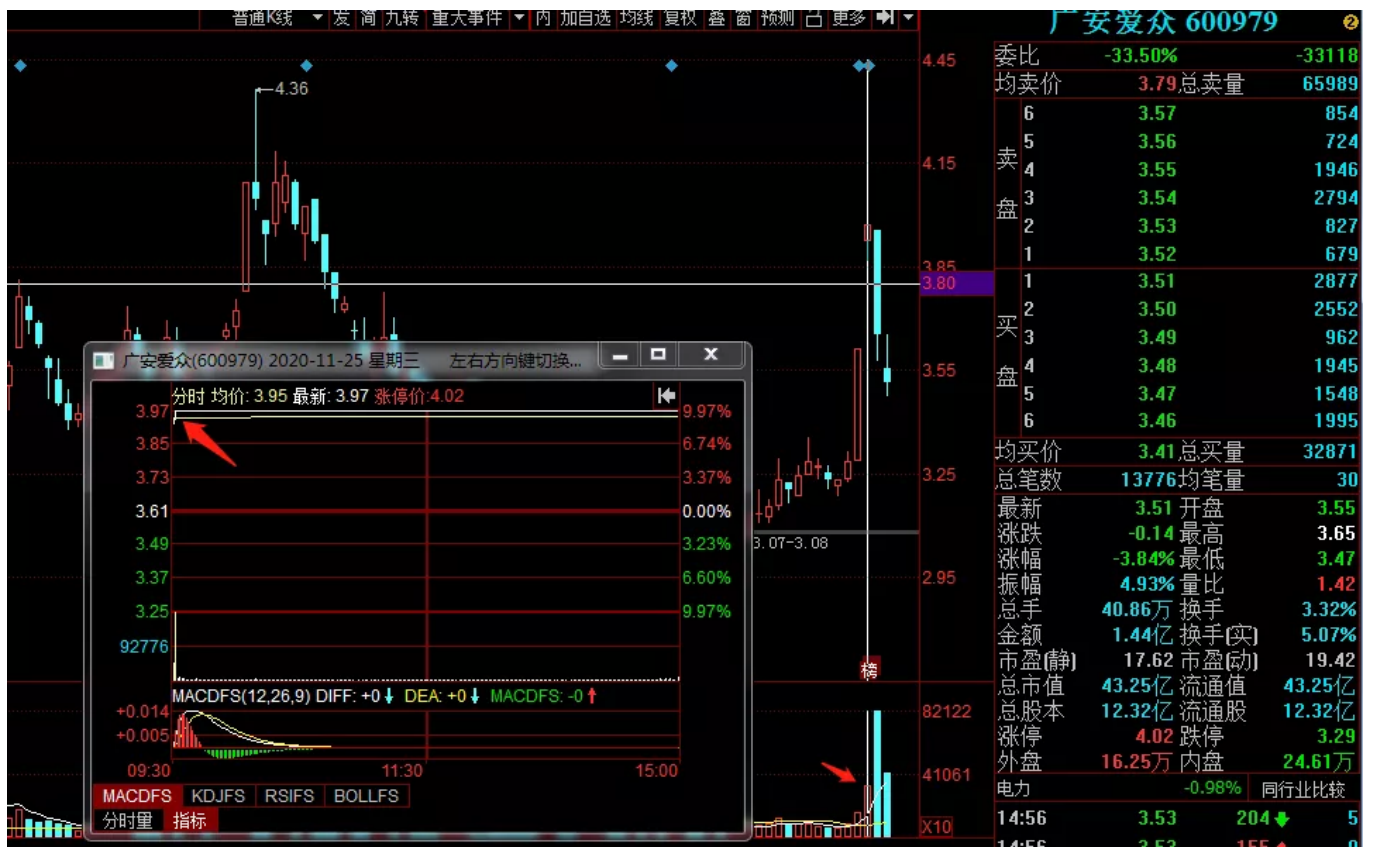 普通K线 发 简 九转 重大事件 内 加自选 均线 复权 叠 窗 预测 更多
广安爱众 600979
4.45
4.36
4.15
3.85
3.80
3.55
3.25
2.95
3.07-3.08
榜
82122
41061
X10
广安爱众(600979) 2020-11-25 星期三 左右方向键切换...
分时 均价: 3.95 最新: 3.97 涨停价:4.02
3.97 9.97%
3.85 6.74%
3.73 3.37%
3.61 0.00%
3.49 3.23%
3.37 6.60%
3.25 9.97%
92776
MACDFS(12,26,9) DIFF: +0 DEA: +0 MACDFS: -0
+0.014
+0.005
09:30 11:30 15:00
MACDFS KDJFS RSIFS BOLLFS
分时量 指标
委比 -33.50% -33118
均卖价 3.79 总卖量 65989
卖盘
6 3.57 854
5 3.56 724
4 3.55 1946
3 3.54 2794
2 3.53 827
1 3.52 679
买盘
1 3.51 2877
2 3.50 2552
3 3.49 962
4 3.48 1945
5 3.47 1548
6 3.46 1995
均买价 3.41 总买量 32871
总笔数 13776 均笔量 30
最新 3.51 开盘 3.55
涨跌 -0.14 最高 3.65
涨幅 -3.84% 最低 3.47
振幅 4.93% 量比 1.42
总手 40.86万 换手 3.32%
金额 1.44亿 换手(实) 5.07%
市盈(静) 17.62 市盈(动) 19.42
总市值 43.25亿 流通值 43.25亿
总股本 12.32亿 流通股 12.32亿
涨停 4.02 跌停 3.29
外盘 16.25万 内盘 24.61万
电力 -0.98% 同行业比较
14:56 3.53 204 5